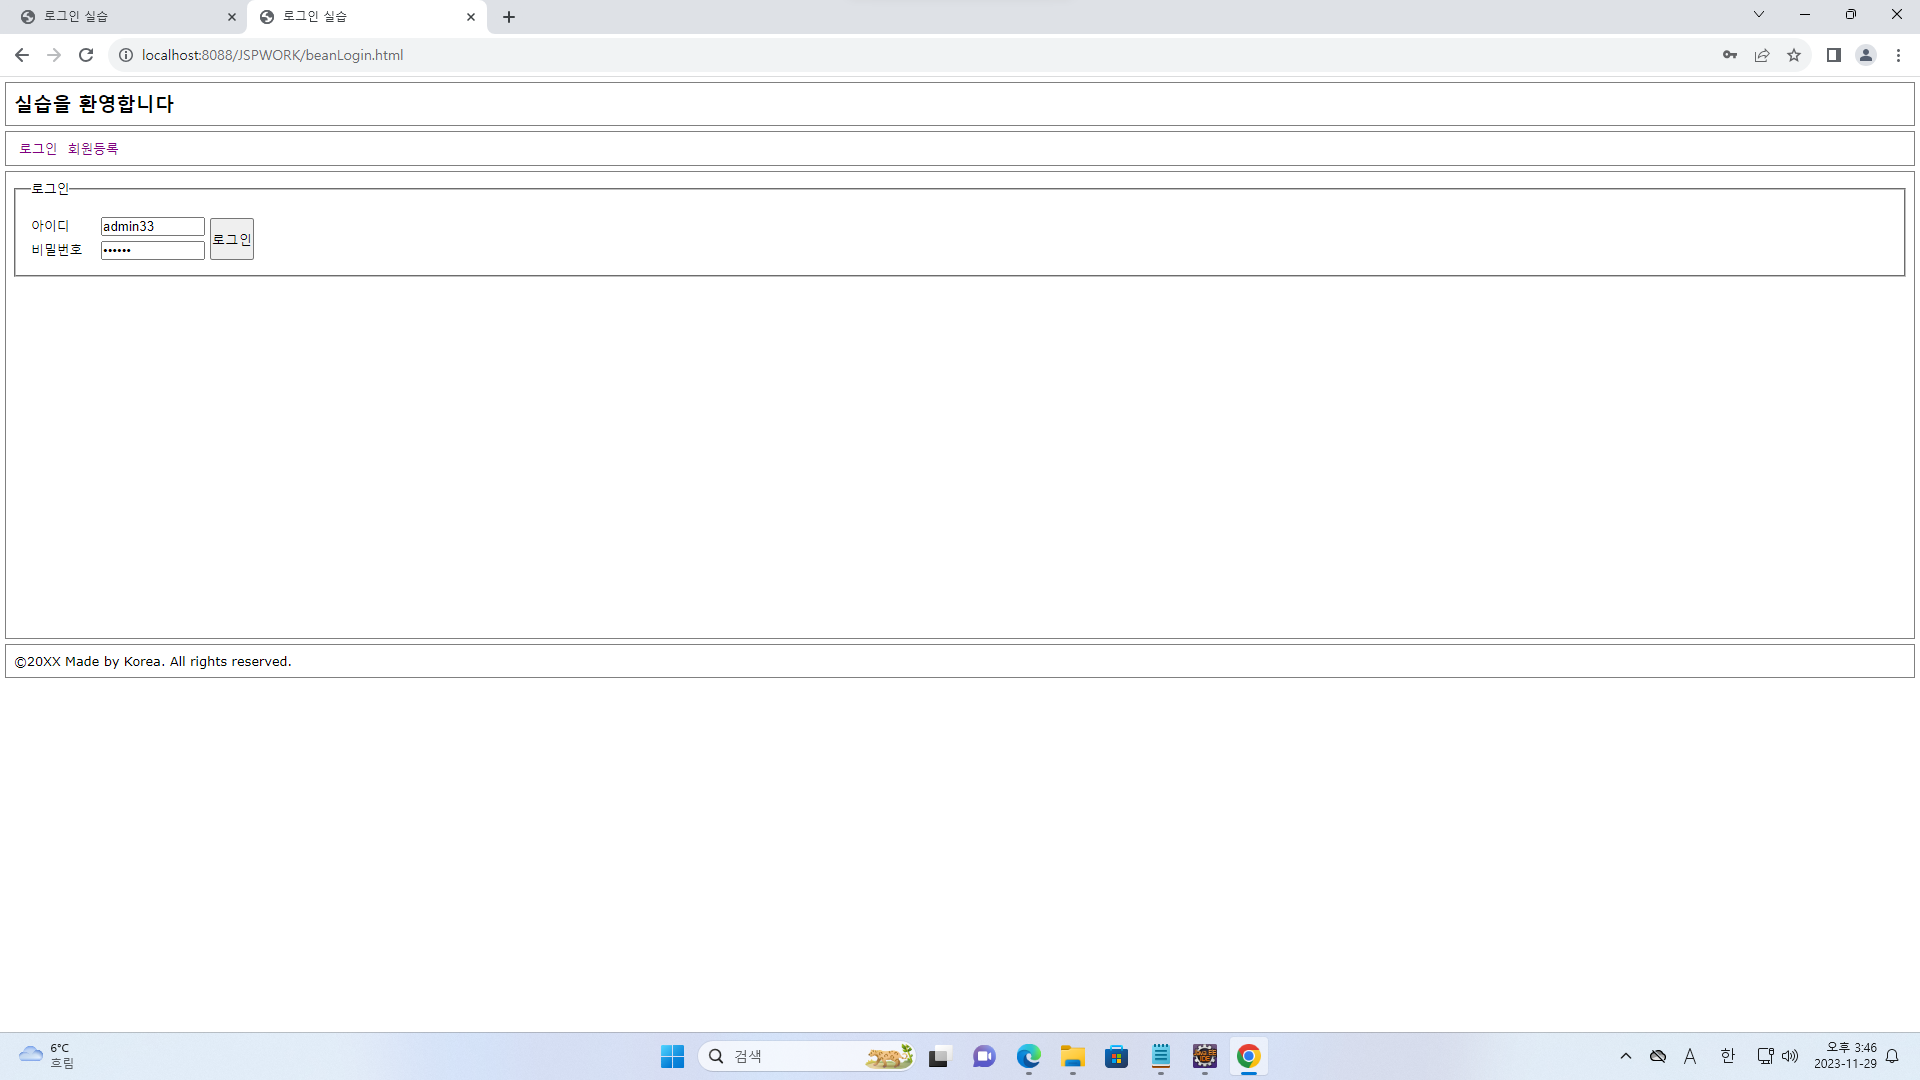 로그인 실습
로그인 실습
localhost:8088/JSPWORK/beanLogin.html
실습을 환영합니다
로그인 회원등록
로그인
아이디 admin33
비밀번호 ••••••
로그인
©20XX Made by Korea. All rights reserved.
6°C
흐림
검색
A 한
오후 3:46
2023-11-29